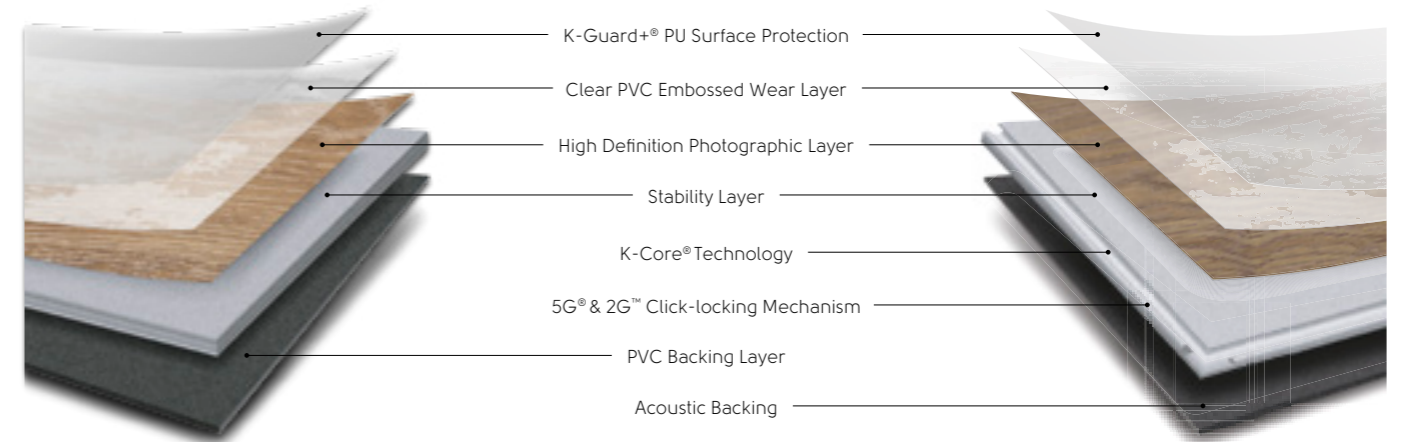 K-Guard+® PU Surface Protection
Clear PVC Embossed Wear Layer
High Definition Photographic Layer
Stability Layer
K-Core® Technology
5G® & 2G™ Click-locking Mechanism
PVC Backing Layer
Acoustic Backing